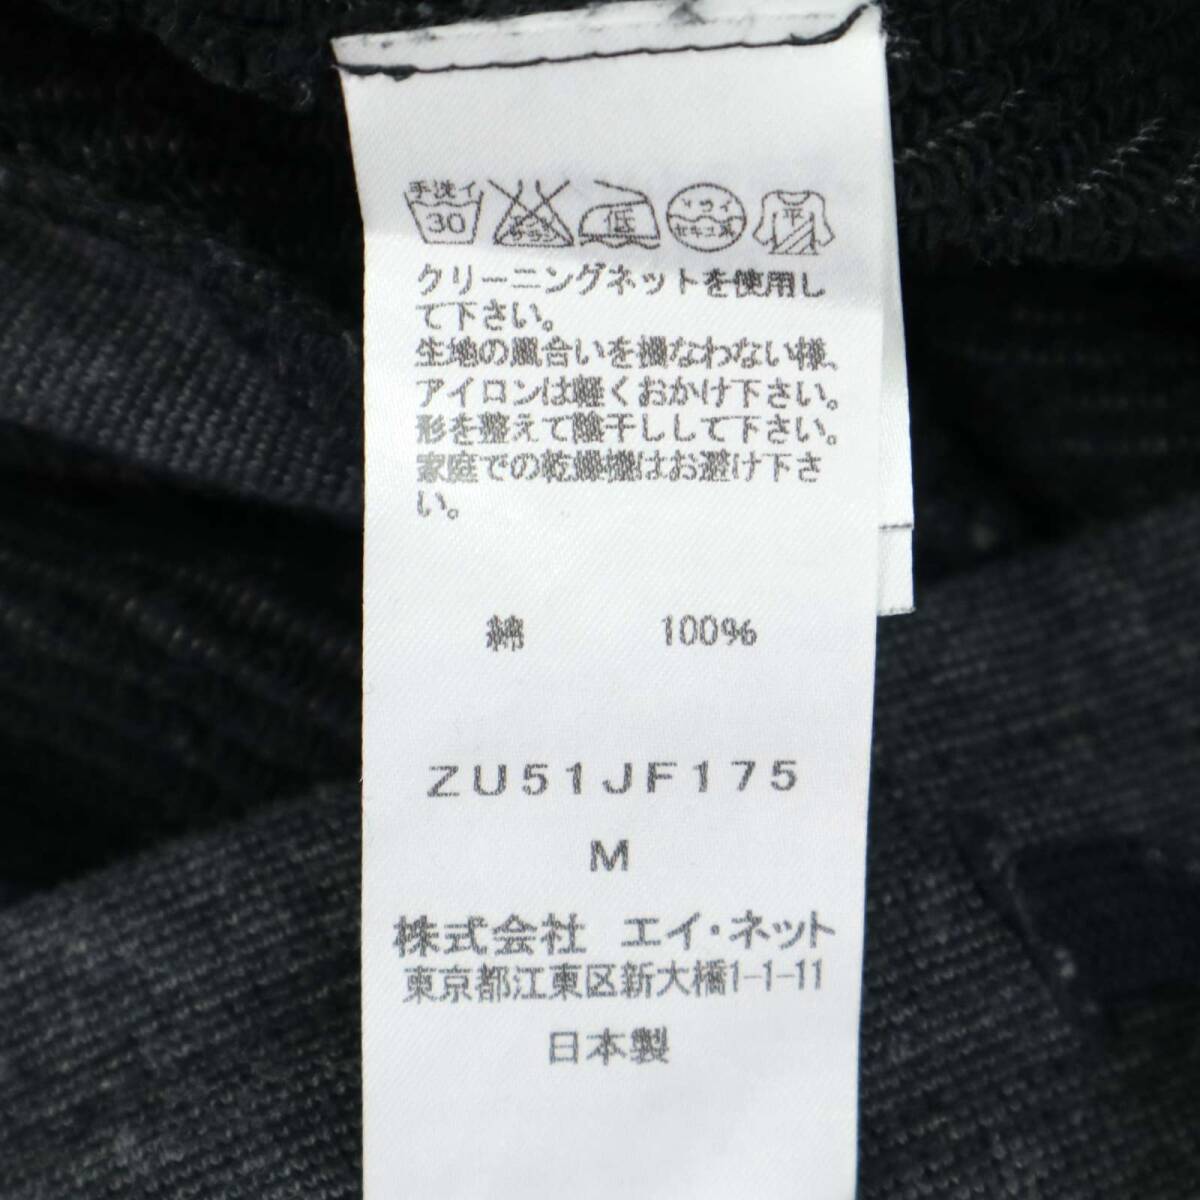 手洗イ
30
低
ドライ
セキユ系
平
クリーニングネットを使用し
て下さい。
生地の風合いを損なわない様、
アイロンは軽くおかけ下さい。
形を整えて陰干しして下さい。
家庭での乾燥機はお避け下さ
い。
綿 100%
ZU51JF175
M
株式会社 エイ・ネット
東京都江東区新大橋1-1-11
日本製